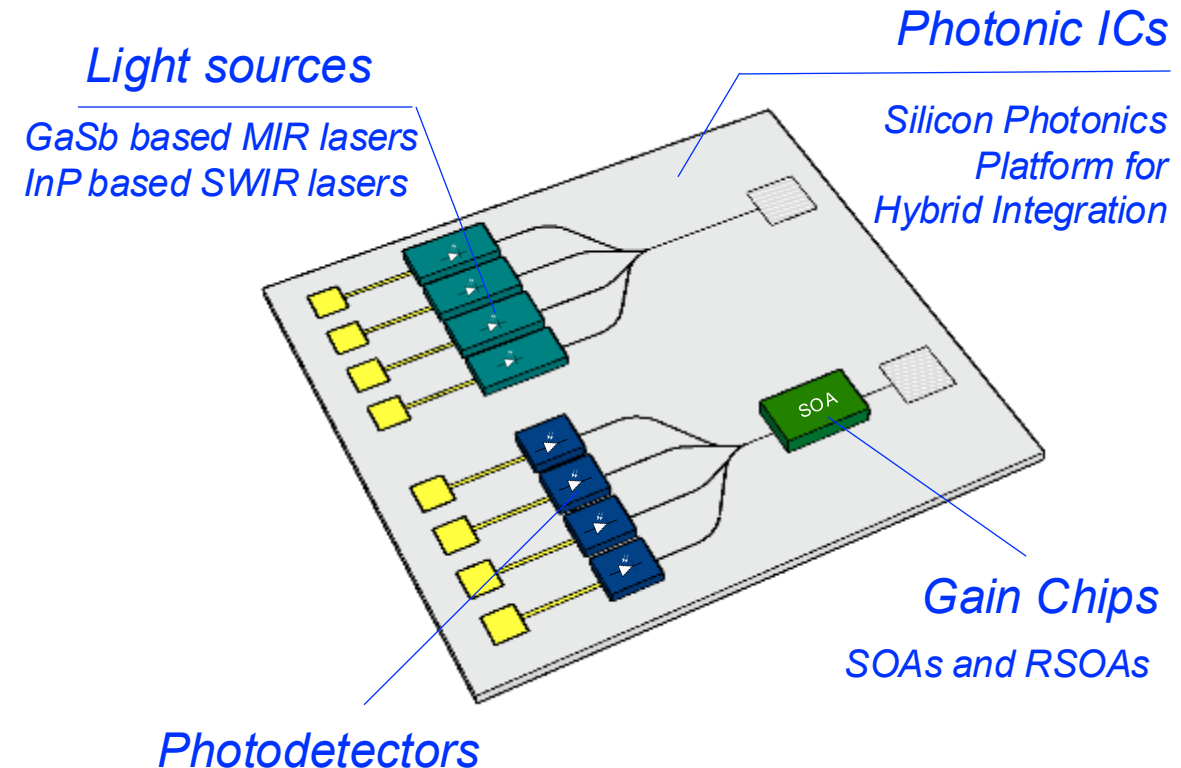 Light sources
GaSb based MIR lasers
InP based SWIR lasers
Photonic ICs
Silicon Photonics
Platform for
Hybrid Integration
SOA
Gain Chips
SOAs and RSOAs
Photodetectors